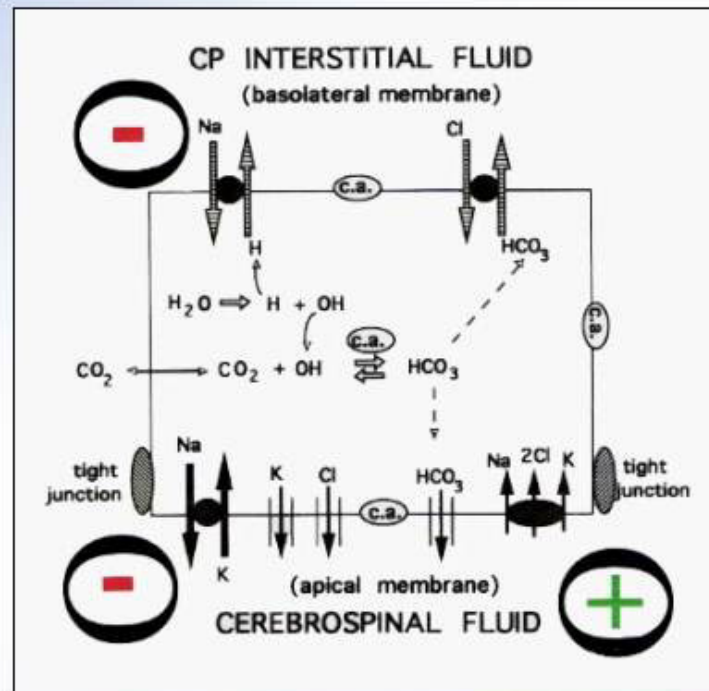 CP INTERSTITIAL FLUID
(basolateral membrane)
Na
Cl
c.a.
H
HCO3
H2O ⇒ H + OH
c.a.
c.a.
CO2 ↔ CO2 + OH ⇌ HCO3
Na
K
Cl
HCO3
Na 2Cl K
tight junction
tight junction
c.a.
K
(apical membrane)
CEREBROSPINAL FLUID